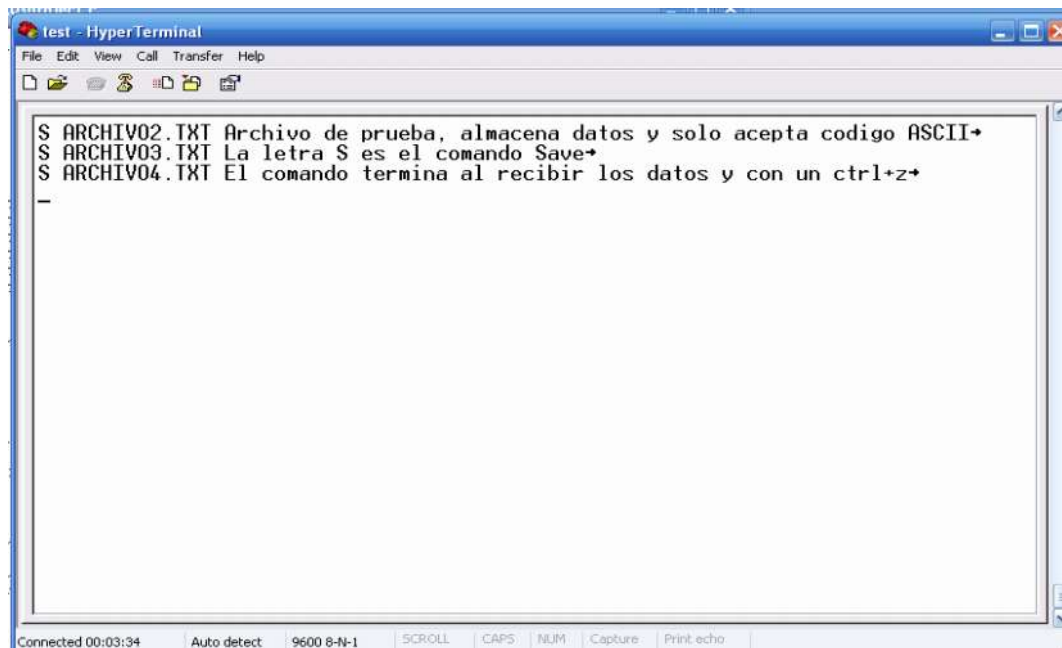 test - HyperTerminal
File Edit View Call Transfer Help
S ARCHIVO2.TXT Archivo de prueba, almacena datos y solo acepta codigo ASCII→
S ARCHIVO3.TXT La letra S es el comando Save→
S ARCHIVO4.TXT El comando termina al recibir los datos y con un ctrl+z→
Connected 00:03:34 Auto detect 9600 8-N-1 SCROLL CAPS NUM Capture Print echo